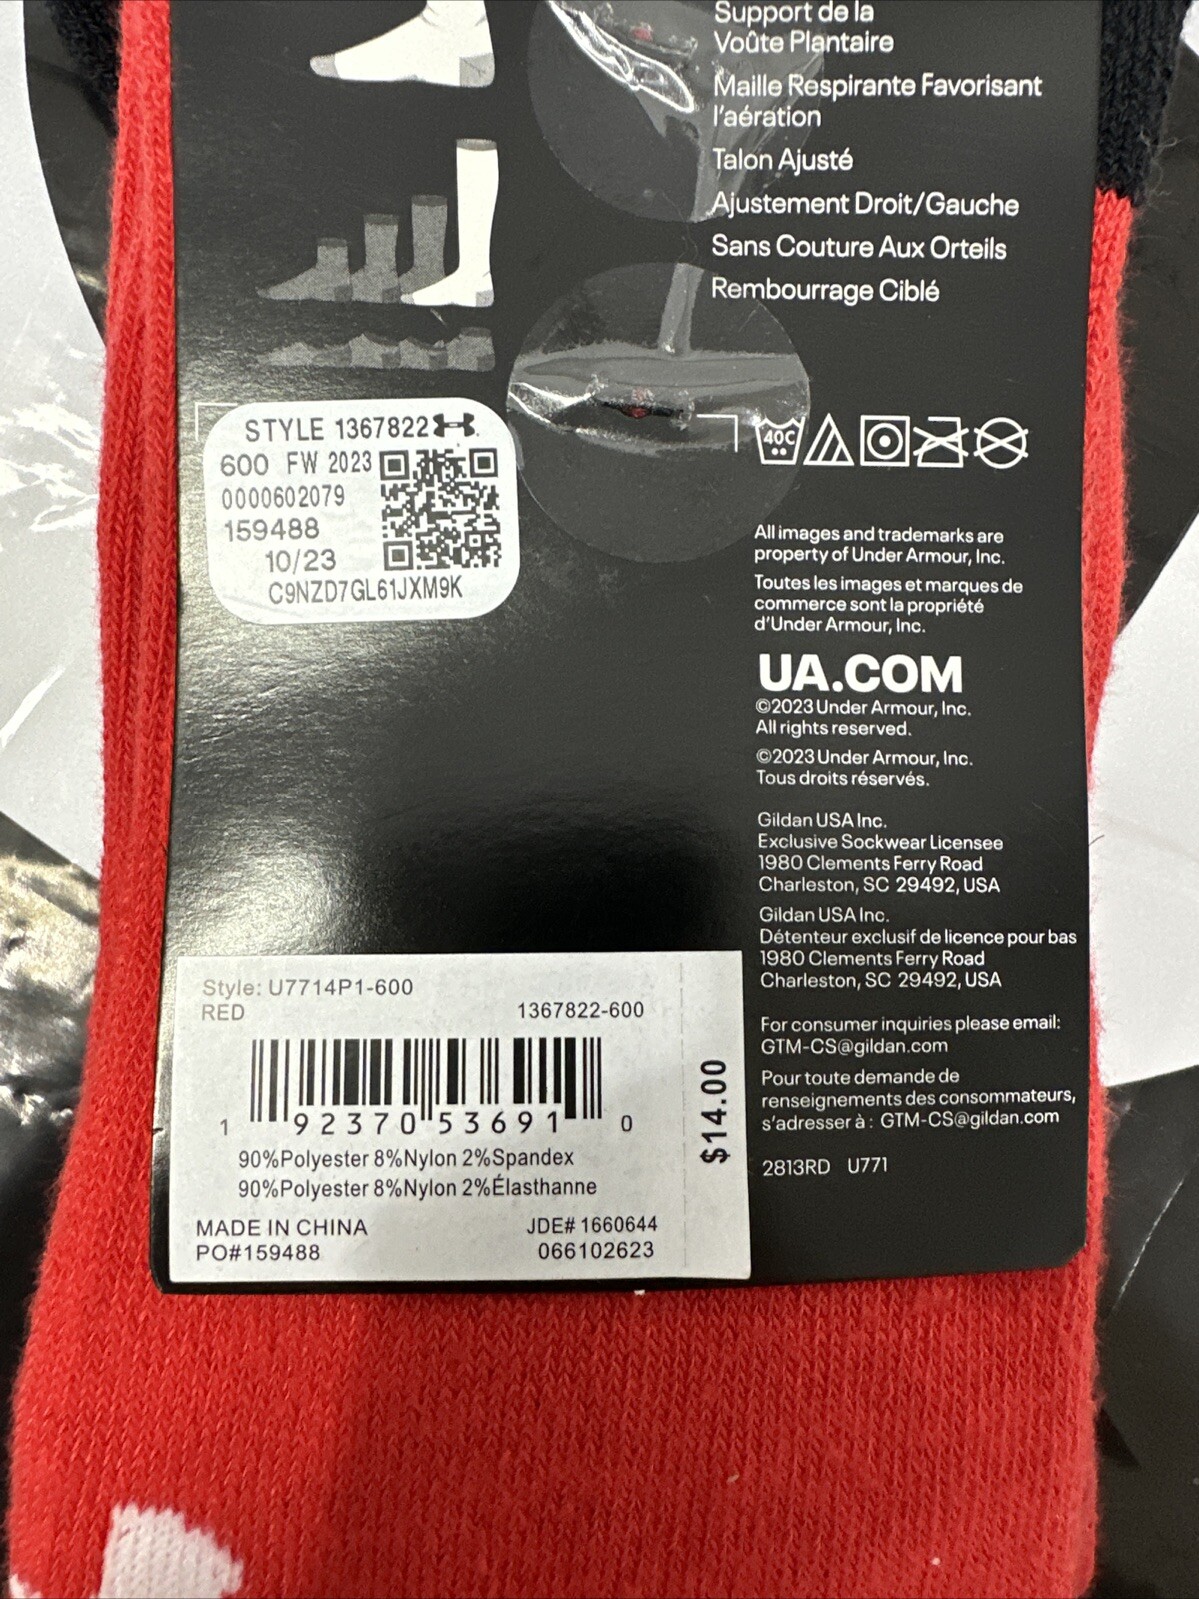 Support de la
Voûte Plantaire
Maille Respirante Favorisant
l'aération
Talon Ajusté
Ajustement Droit/Gauche
Sans Couture Aux Orteils
Rembourrage Ciblé
STYLE 1367822
600 FW 2023
0000602079
159488
10/23
C9NZD7GL61JXM9K
40C
All images and trademarks are
property of Under Armour, Inc.
Toutes les images et marques de
commerce sont la propriété
d'Under Armour, Inc.
UA.COM
©2023 Under Armour, Inc.
All rights reserved.
©2023 Under Armour, Inc.
Tous droits réservés.
Gildan USA Inc.
Exclusive Sockwear Licensee
1980 Clements Ferry Road
Charleston, SC 29492, USA
Gildan USA Inc.
Détenteur exclusif de licence pour bas
1980 Clements Ferry Road
Charleston, SC 29492, USA
For consumer inquiries please email:
GTM-CS@gildan.com
Pour toute demande de
renseignements des consommateurs,
s'adresser à : GTM-CS@gildan.com
2813RD U771
Style: U7714P1-600
RED 1367822-600
1 92370 53691 0
$14.00
90%Polyester 8%Nylon 2%Spandex
90%Polyester 8%Nylon 2%Élasthanne
MADE IN CHINA JDE# 1660644
PO#159488 066102623